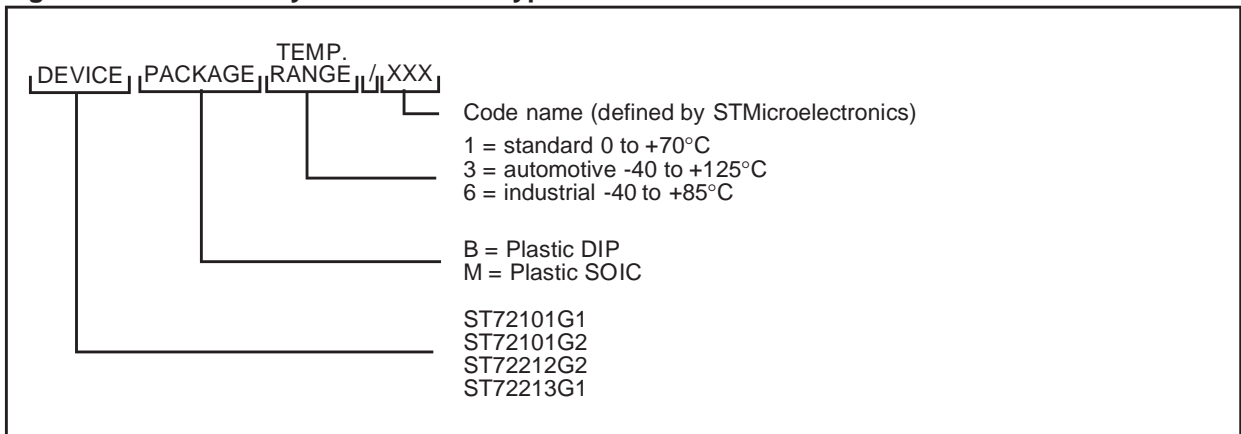 TEMP.
DEVICE PACKAGE RANGE / XXX
Code name (defined by STMicroelectronics)
1 = standard 0 to +70°C
3 = automotive -40 to +125°C
6 = industrial -40 to +85°C
B = Plastic DIP
M = Plastic SOIC
ST72101G1
ST72101G2
ST72212G2
ST72213G1